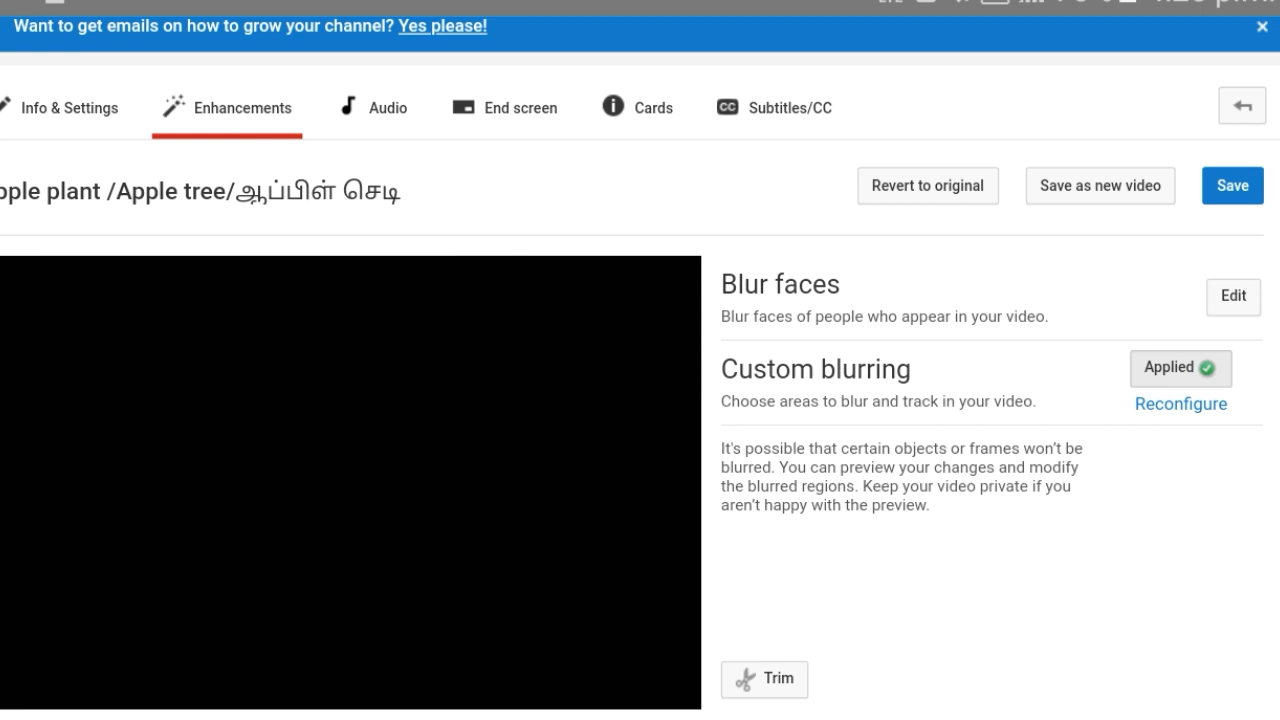 Want to get emails on how to grow your channel? Yes please!
Info & Settings Enhancements Audio End screen Cards CC Subtitles/CC
plant /Apple tree/ஆப்பிள் செடி
Revert to original Save as new video Save
Blur faces
Blur faces of people who appear in your video.
Edit
Custom blurring
Choose areas to blur and track in your video.
Applied
Reconfigure
It's possible that certain objects or frames won't be
blurred. You can preview your changes and modify
the blurred regions. Keep your video private if you
aren't happy with the preview.
Trim